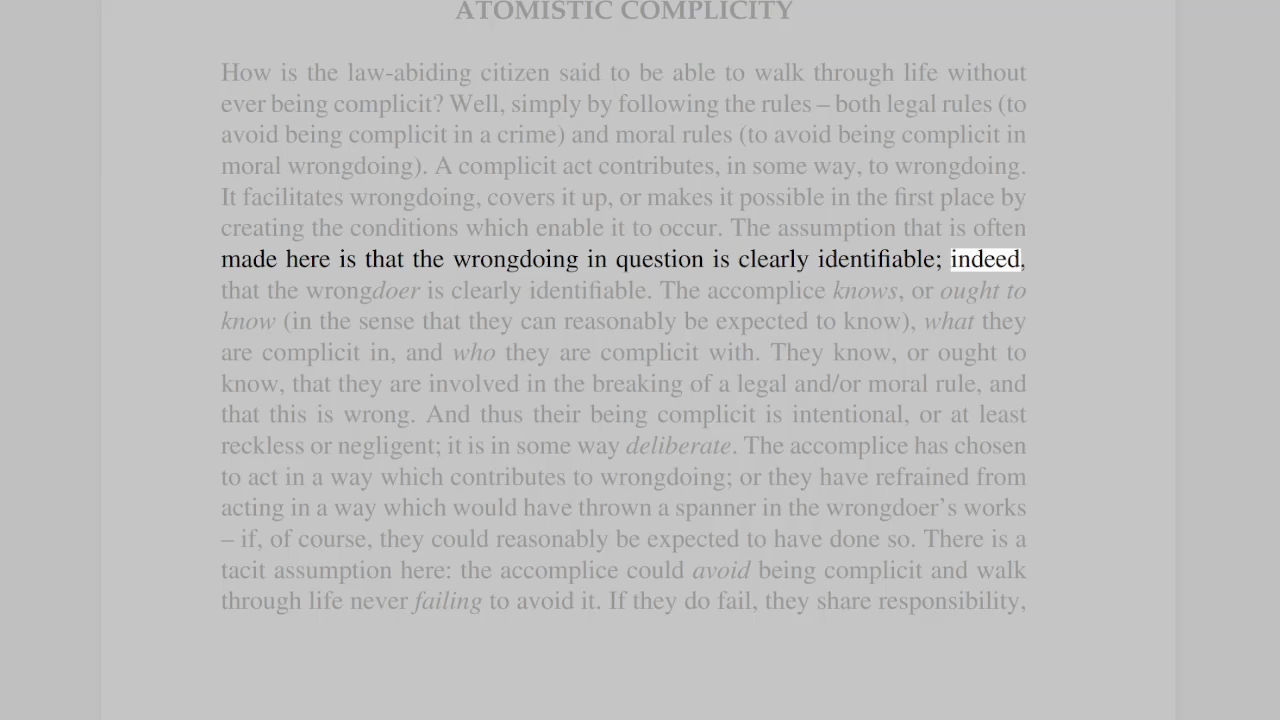 ATOMISTIC COMPLICITY
How is the law-abiding citizen said to be able to walk through life without
ever being complicit? Well, simply by following the rules – both legal rules (to
avoid being complicit in a crime) and moral rules (to avoid being complicit in
moral wrongdoing). A complicit act contributes, in some way, to wrongdoing.
It facilitates wrongdoing, covers it up, or makes it possible in the first place by
creating the conditions which enable it to occur. The assumption that is often
made here is that the wrongdoing in question is clearly identifiable; indeed,
that the wrongdoer is clearly identifiable. The accomplice knows, or ought to
know (in the sense that they can reasonably be expected to know), what they
are complicit in, and who they are complicit with. They know, or ought to
know, that they are involved in the breaking of a legal and/or moral rule, and
that this is wrong. And thus their being complicit is intentional, or at least
reckless or negligent; it is in some way deliberate. The accomplice has chosen
to act in a way which contributes to wrongdoing; or they have refrained from
acting in a way which would have thrown a spanner in the wrongdoer’s works
– if, of course, they could reasonably be expected to have done so. There is a
tacit assumption here: the accomplice could avoid being complicit and walk
through life never failing to avoid it. If they do fail, they share responsibility,